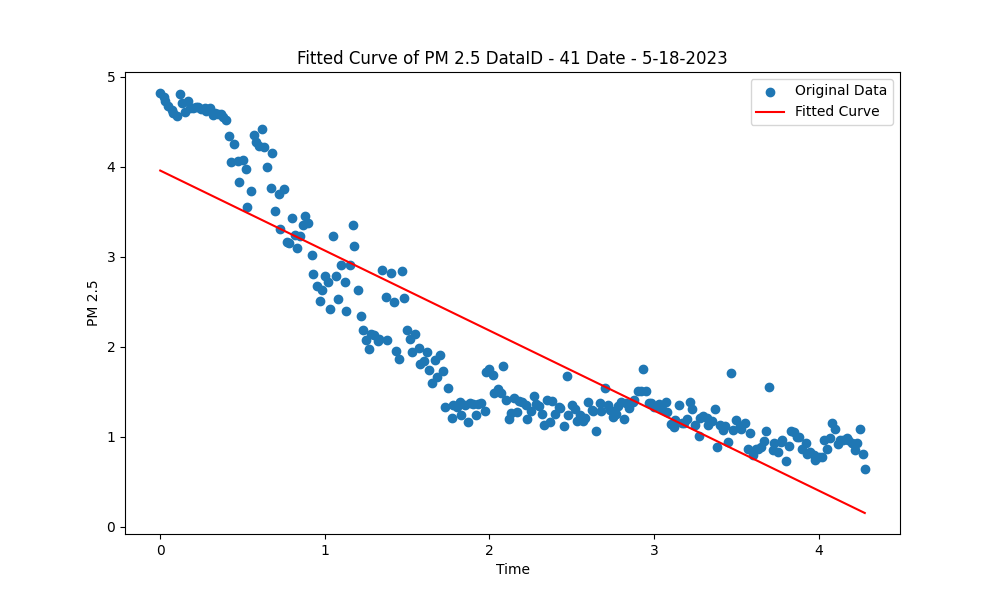 Fitted Curve of PM 2.5 DataID - 41 Date - 5-18-2023
Original Data
Fitted Curve
5
4
3
2
1
0
PM 2.5
0 1 2 3 4
Time